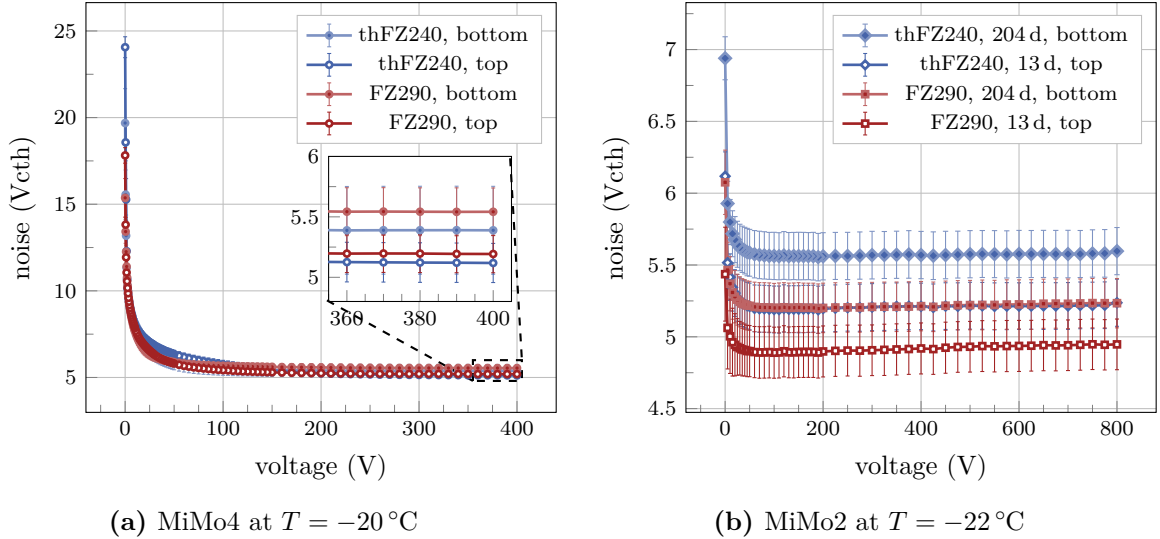 thFZ240, bottom
thFZ240, top
FZ290, bottom
FZ290, top
25
20
15
10
5
noise (Vcth)
6
5.5
5
360
380
400
0
100
200
300
400
voltage (V)
(a) MiMo4 at T = −20 °C
thFZ240, 204 d, bottom
thFZ240, 13 d, top
FZ290, 204 d, bottom
FZ290, 13 d, top
7
6.5
6
5.5
5
4.5
noise (Vcth)
0
200
400
600
800
voltage (V)
(b) MiMo2 at T = −22 °C